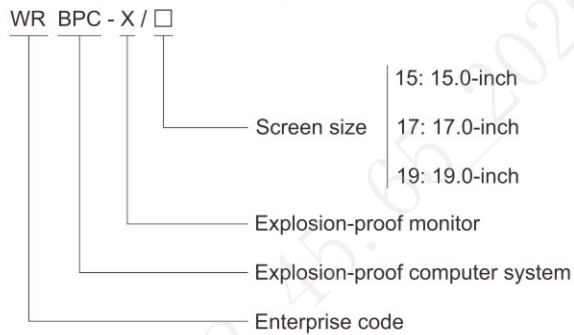 WR BPC - X / □
15: 15.0-inch
Screen size 17: 17.0-inch
19: 19.0-inch
Explosion-proof monitor
Explosion-proof computer system
Enterprise code